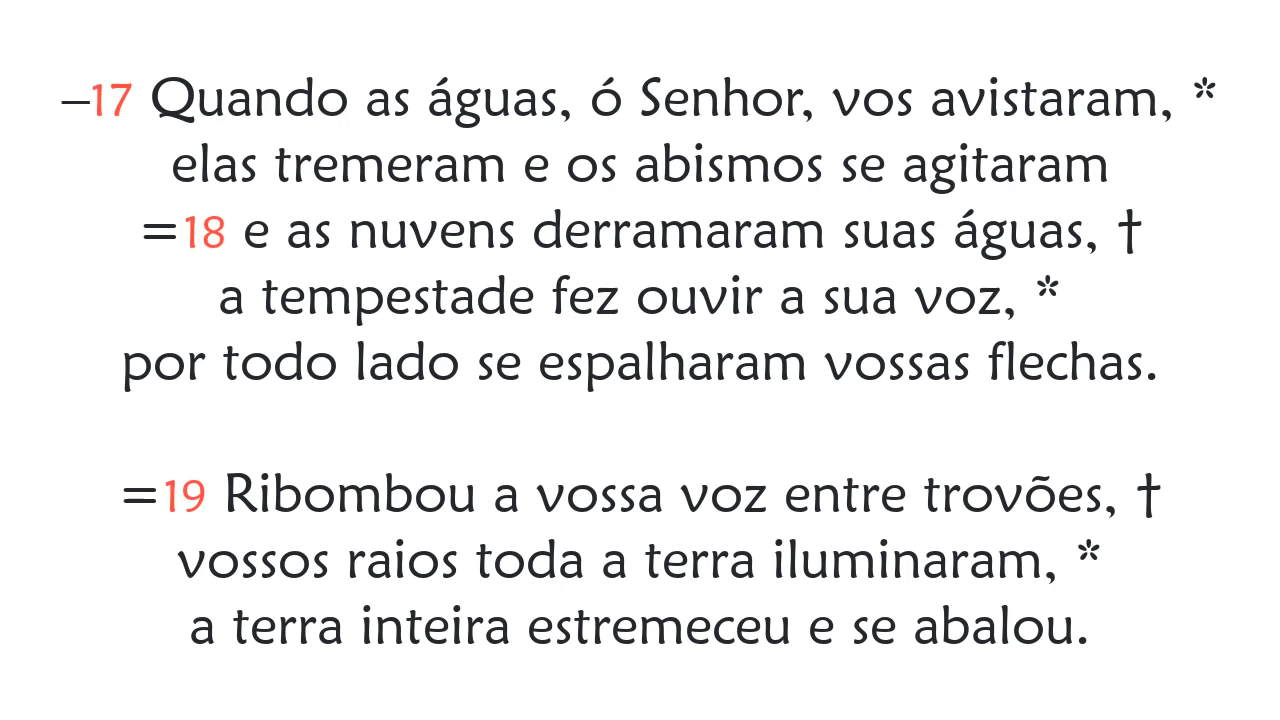 –17 Quando as águas, ó Senhor, vos avistaram, *
elas tremeram e os abismos se agitaram
=18 e as nuvens derramaram suas águas, †
a tempestade fez ouvir a sua voz, *
por todo lado se espalharam vossas flechas.
=19 Ribombou a vossa voz entre trovões, †
vossos raios toda a terra iluminaram, *
a terra inteira estremeceu e se abalou.